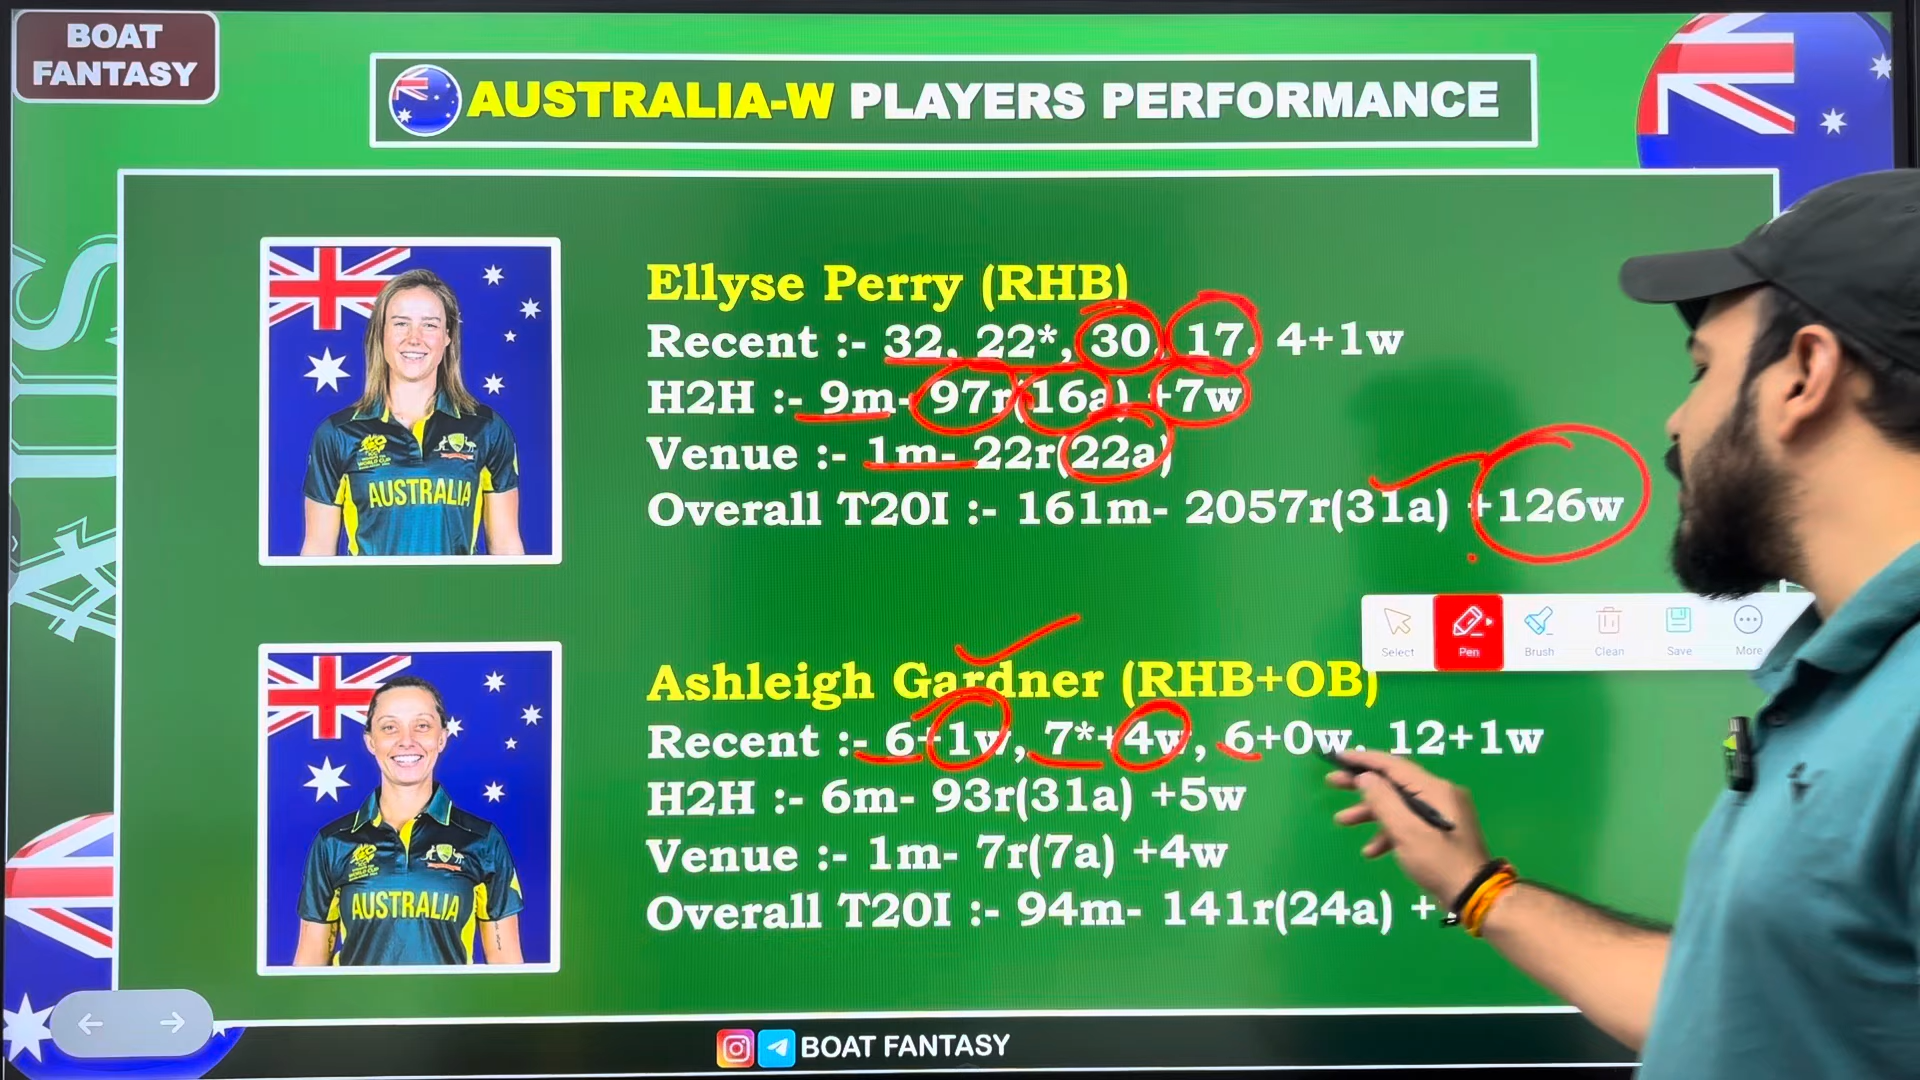 BOAT
FANTASY
AUSTRALIA-W PLAYERS PERFORMANCE
AUS
Ellyse Perry (RHB)
Recent :- 32, 22*, 30, 17, 4+1w
H2H :- 9m- 97r(16a) +7w
Venue :- 1m- 22r(22a)
Overall T20I :- 161m- 2057r(31a) +126w
AUSTRALIA
Select
Pen
Brush
Clean
Save
More
Ashleigh Gardner (RHB+OB)
Recent :- 6+1w, 7*+4w, 6+0w, 12+1w
H2H :- 6m- 93r(31a) +5w
Venue :- 1m- 7r(7a) +4w
Overall T20I :- 94m- 141r(24a) +
AUSTRALIA
BOAT FANTASY